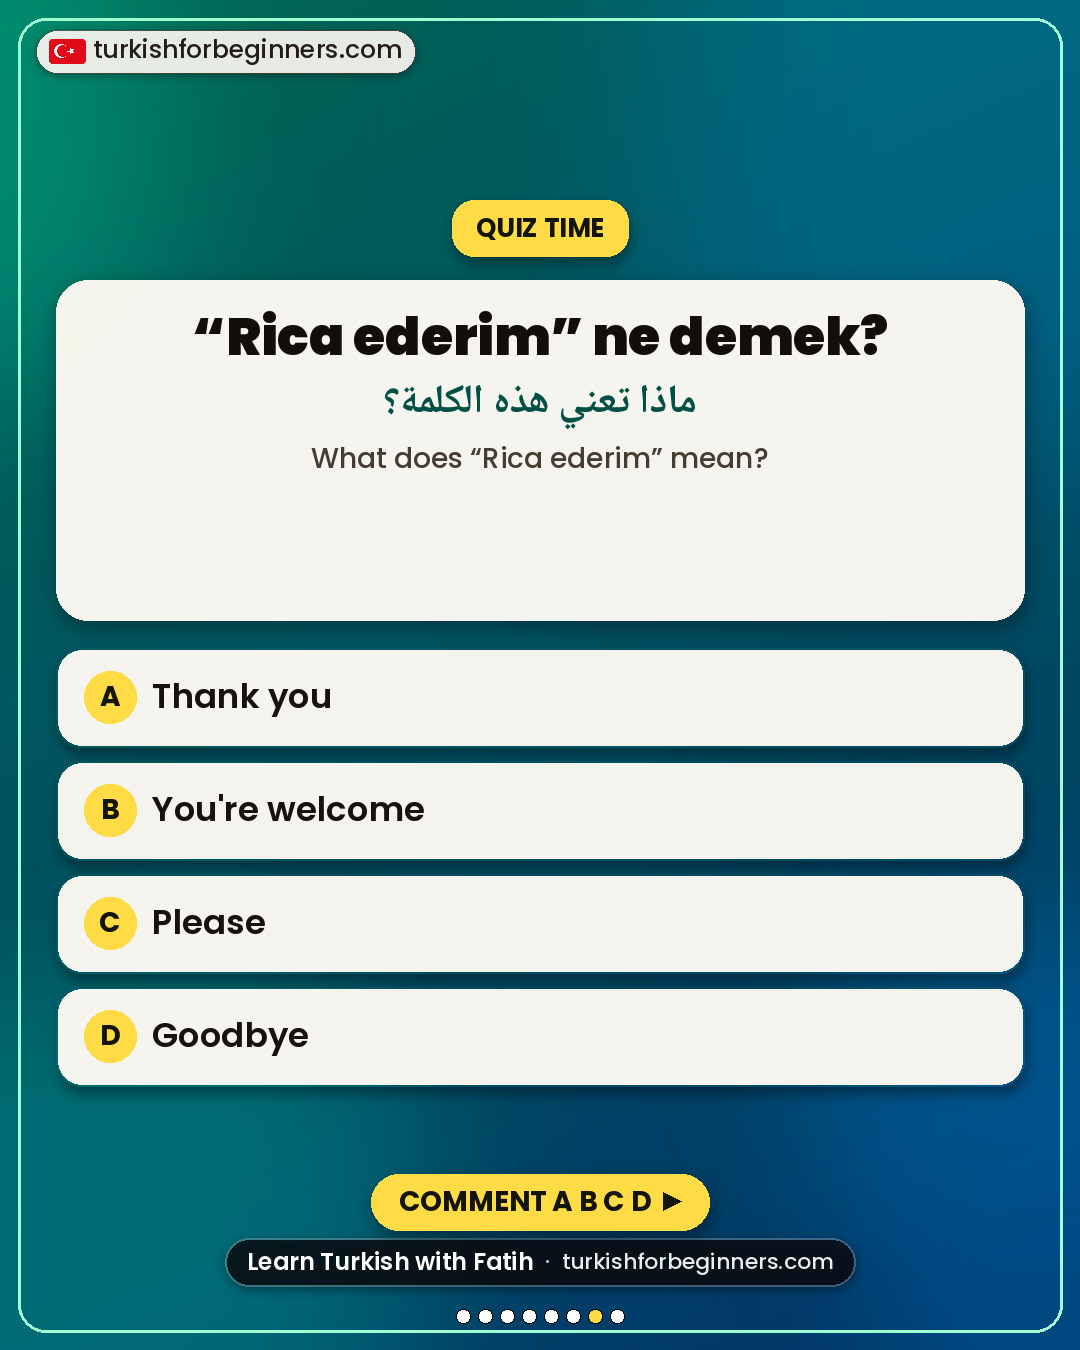 turkishforbeginners.com
QUIZ TIME
“Rica ederim” ne demek?
ماذا تعني هذه الكلمة؟
What does “Rica ederim” mean?
A Thank you
B You're welcome
C Please
D Goodbye
COMMENT A B C D ▶
Learn Turkish with Fatih · turkishforbeginners.com